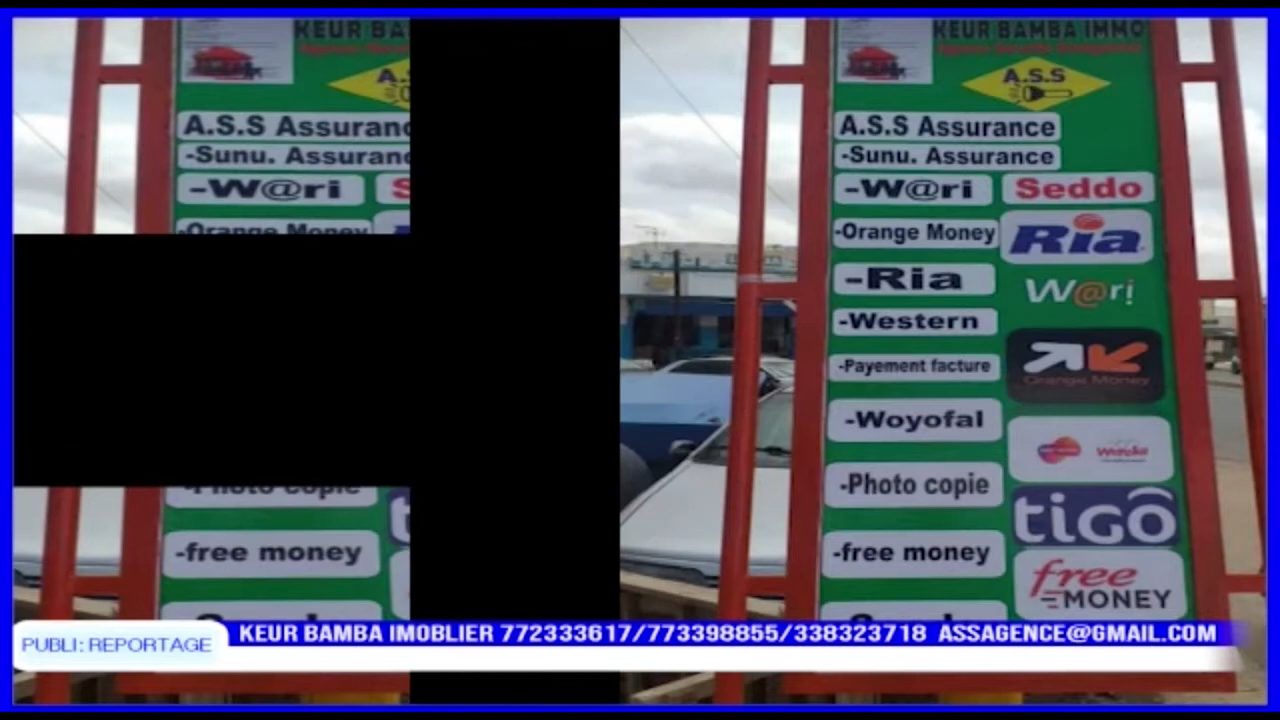 KEUR BA
A.S
A.S.S Assuranc
-Sunu. Assuranc
-W@ri
S
-Orange Money
-Photo copie
t
-free money
KEUR BAMBA IMMO
A.S.S
A.S.S Assurance
-Sunu. Assurance
-W@ri
Seddo
-Orange Money
Ria
-Ria
W@ri
-Western
-Payement facture
Orange Money
-Woyofal
-Photo copie
tigo
-free money
free
MONEY
PUBLI: REPORTAGE
KEUR BAMBA IMOBLIER 772333617/773398855/338323718 ASSAGENCE@GMAIL.COM